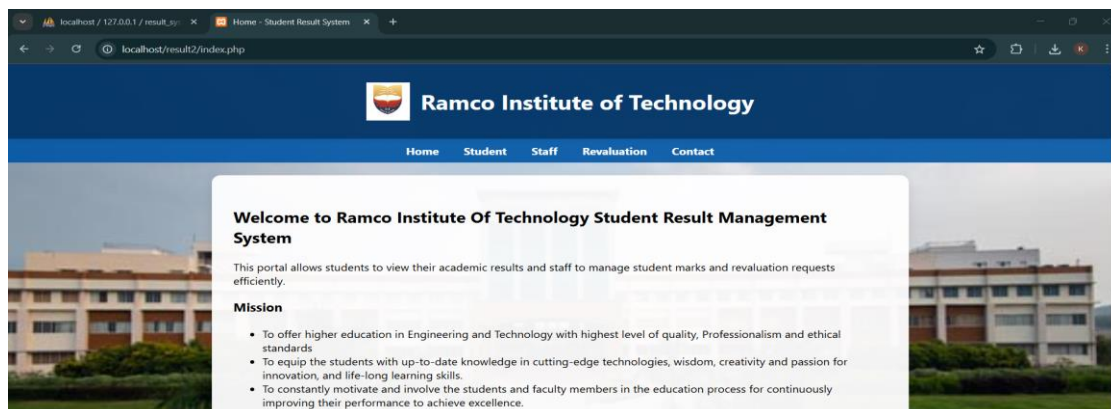 localhost / 127.0.0.1 / result_sy
Home - Student Result System
localhost/result2/index.php
K
Ramco Institute of Technology
Home Student Staff Revaluation Contact
Welcome to Ramco Institute Of Technology Student Result Management
System
This portal allows students to view their academic results and staff to manage student marks and revaluation requests
efficiently.
Mission
• To offer higher education in Engineering and Technology with highest level of quality, Professionalism and ethical
standards
• To equip the students with up-to-date knowledge in cutting-edge technologies, wisdom, creativity and passion for
innovation, and life-long learning skills.
• To constantly motivate and involve the students and faculty members in the education process for continuously
improving their performance to achieve excellence.